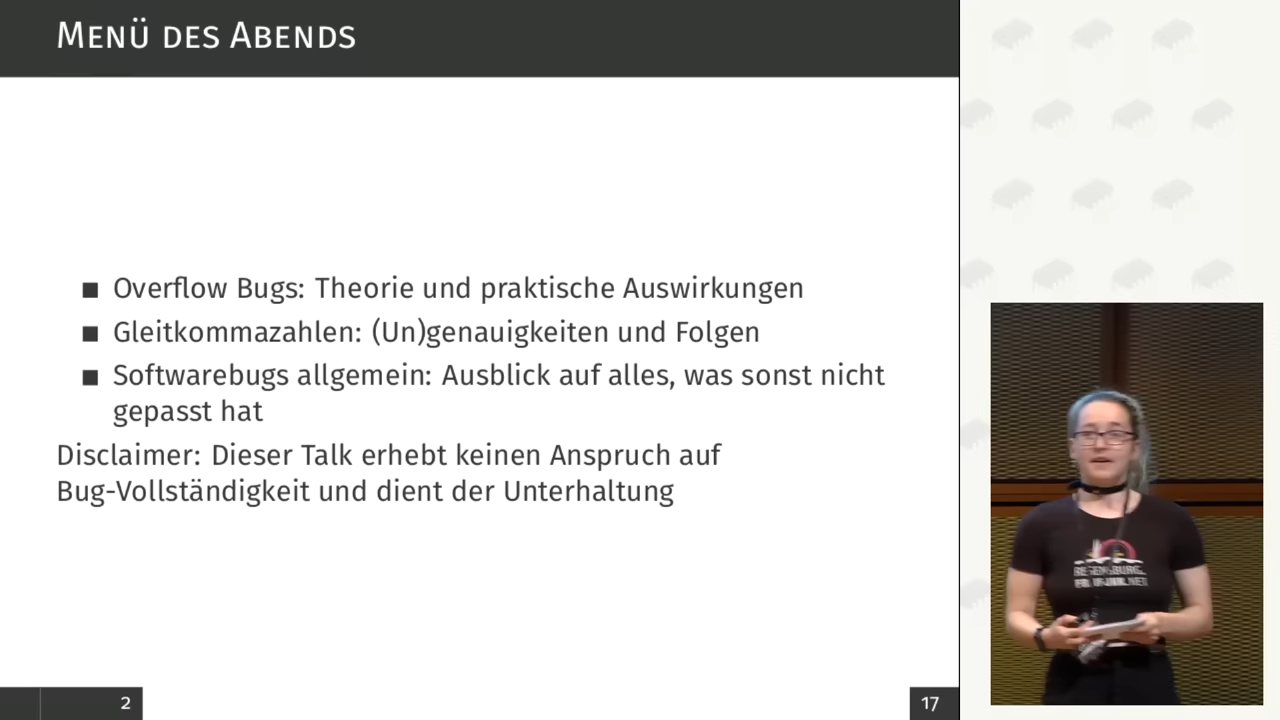 Menü des Abends
■ Overflow Bugs: Theorie und praktische Auswirkungen
■ Gleitkommazahlen: (Un)genauigkeiten und Folgen
■ Softwarebugs allgemein: Ausblick auf alles, was sonst nicht
gepasst hat
Disclaimer: Dieser Talk erhebt keinen Anspruch auf
Bug-Vollständigkeit und dient der Unterhaltung
2
17